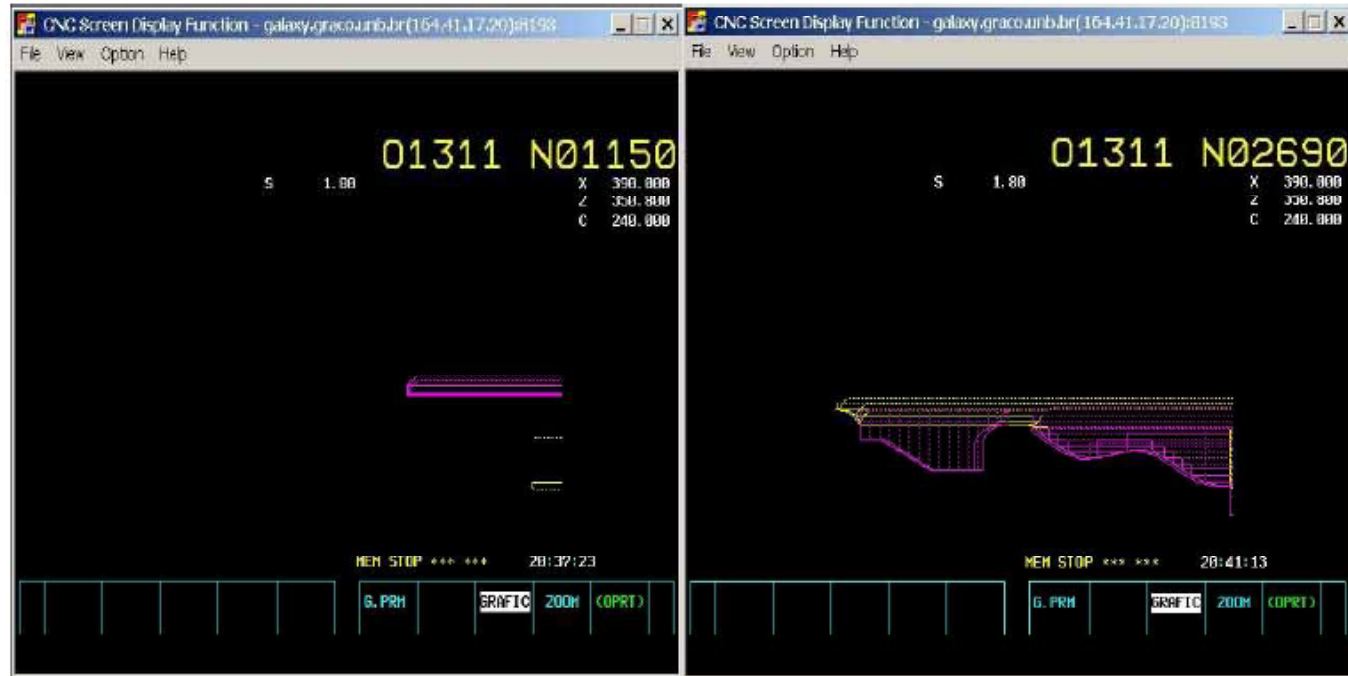 CNC Screen Display Function - galaxy.graco.unb.br(164.41.17.20):8193
File View Option Help
O1311 N01150
S 1.80
X 390.000
Z 350.800
C 240.000
MEM STOP *** *** 20:37:23
G.PRM GRAFIC ZOOM (OPRT)
CNC Screen Display Function - galaxy.graco.unb.br(164.41.17.20):8193
File View Option Help
O1311 N02690
S 1.80
X 390.000
Z 350.800
C 240.000
MEM STOP *** *** 20:41:13
G.PRM GRAFIC ZOOM (OPRT)